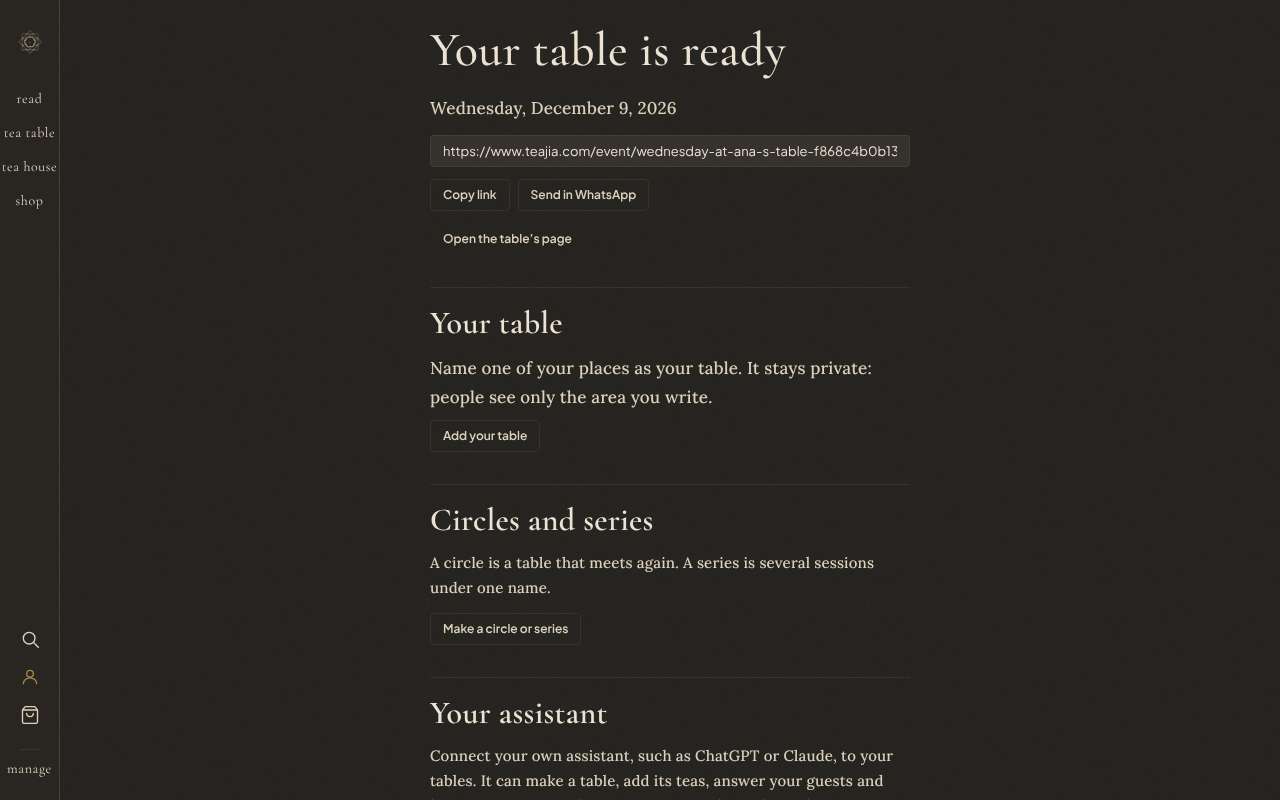 read
tea table
tea house
shop
manage
Your table is ready
Wednesday, December 9, 2026
https://www.teajia.com/event/wednesday-at-ana-s-table-f868c4b0b13
Copy link
Send in WhatsApp
Open the table's page
Your table
Name one of your places as your table. It stays private:
people see only the area you write.
Add your table
Circles and series
A circle is a table that meets again. A series is several sessions
under one name.
Make a circle or series
Your assistant
Connect your own assistant, such as ChatGPT or Claude, to your
tables. It can make a table, add its teas, answer your guests and